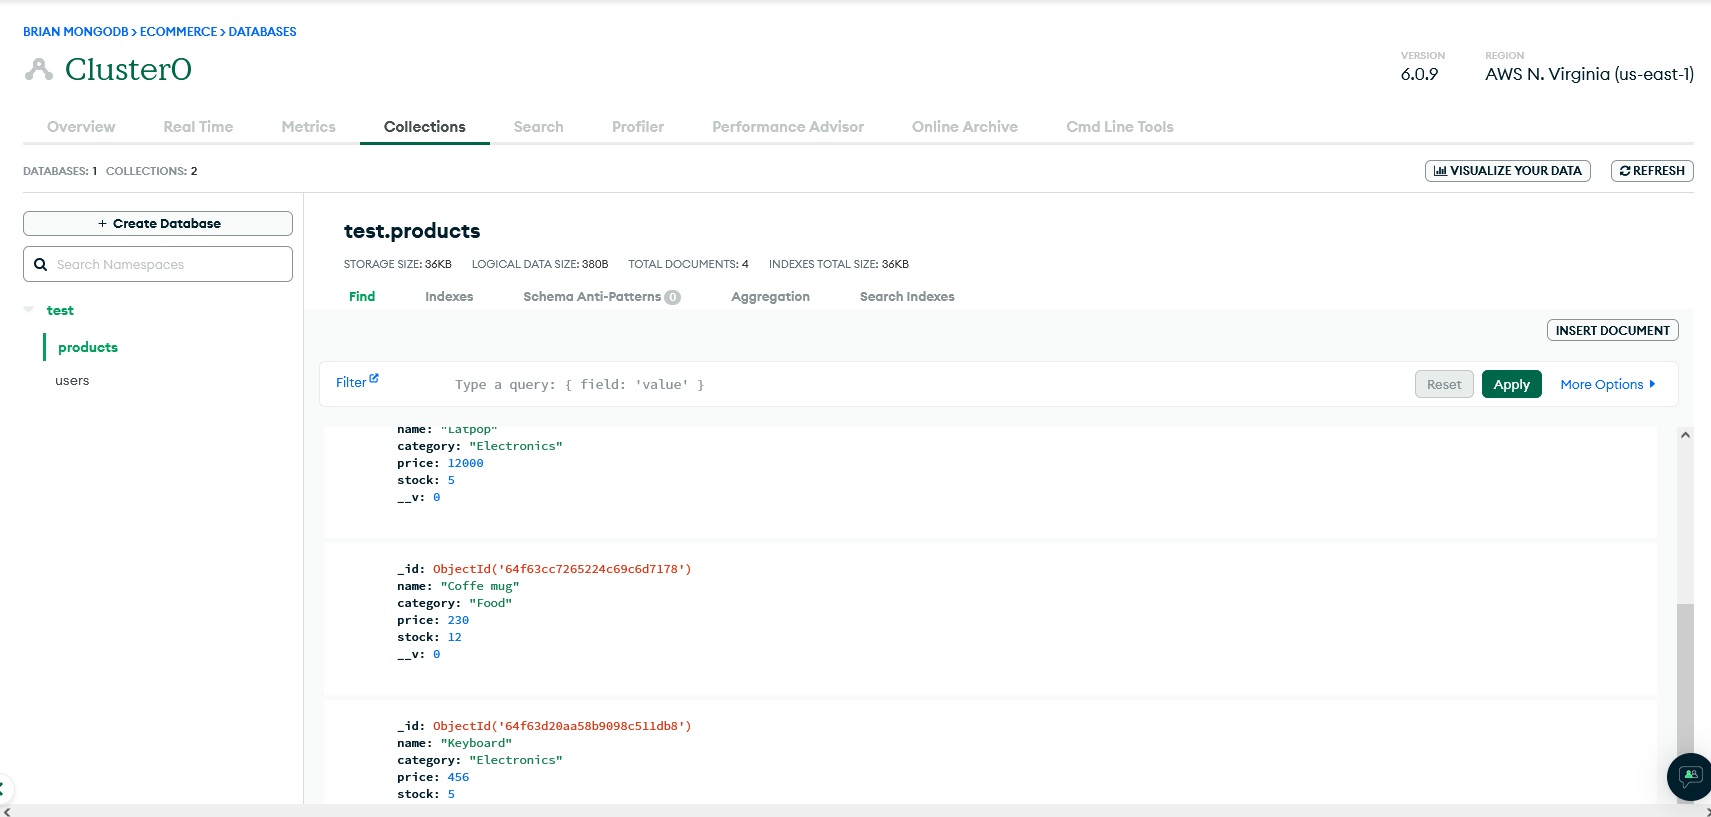 BRIAN MONGODB > ECOMMERCE > DATABASES
Cluster0
VERSION
6.0.9
REGION
AWS N. Virginia (us-east-1)
Overview Real Time Metrics Collections Search Profiler Performance Advisor Online Archive Cmd Line Tools
DATABASES: 1 COLLECTIONS: 2
VISUALIZE YOUR DATA
REFRESH
+ Create Database
Search Namespaces
test
products
users
test.products
STORAGE SIZE: 36KB LOGICAL DATA SIZE: 380B TOTAL DOCUMENTS: 4 INDEXES TOTAL SIZE: 36KB
Find Indexes Schema Anti-Patterns 0 Aggregation Search Indexes
INSERT DOCUMENT
Filter Type a query: { field: 'value' } Reset Apply More Options
name: "Latpop"
category: "Electronics"
price: 12000
stock: 5
__v: 0
_id: ObjectId('64f63cc7265224c69c6d7178')
name: "Coffe mug"
category: "Food"
price: 230
stock: 12
__v: 0
_id: ObjectId('64f63d20aa58b9098c511db8')
name: "Keyboard"
category: "Electronics"
price: 456
stock: 5